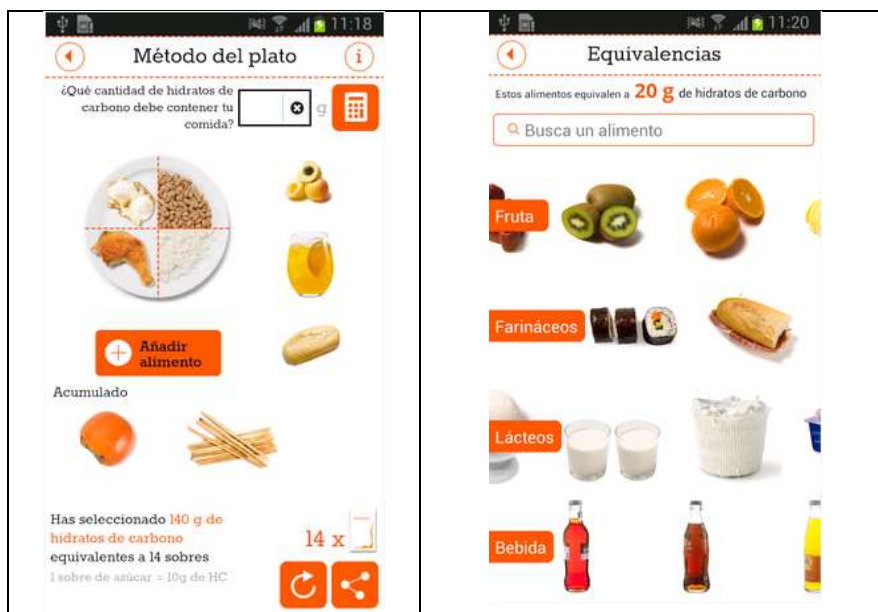 11:18
Método del plato
i
¿Qué cantidad de hidratos de
carbono debe contener tu
comida?
g
Añadir
alimento
Acumulado
Has seleccionado 140 g de
hidratos de carbono
equivalentes a 14 sobres
1 sobre de azúcar = 10g de HC
14 x
11:20
Equivalencias
Estos alimentos equivalen a 20 g de hidratos de carbono
Busca un alimento
Fruta
Farináceos
Lácteos
Bebida